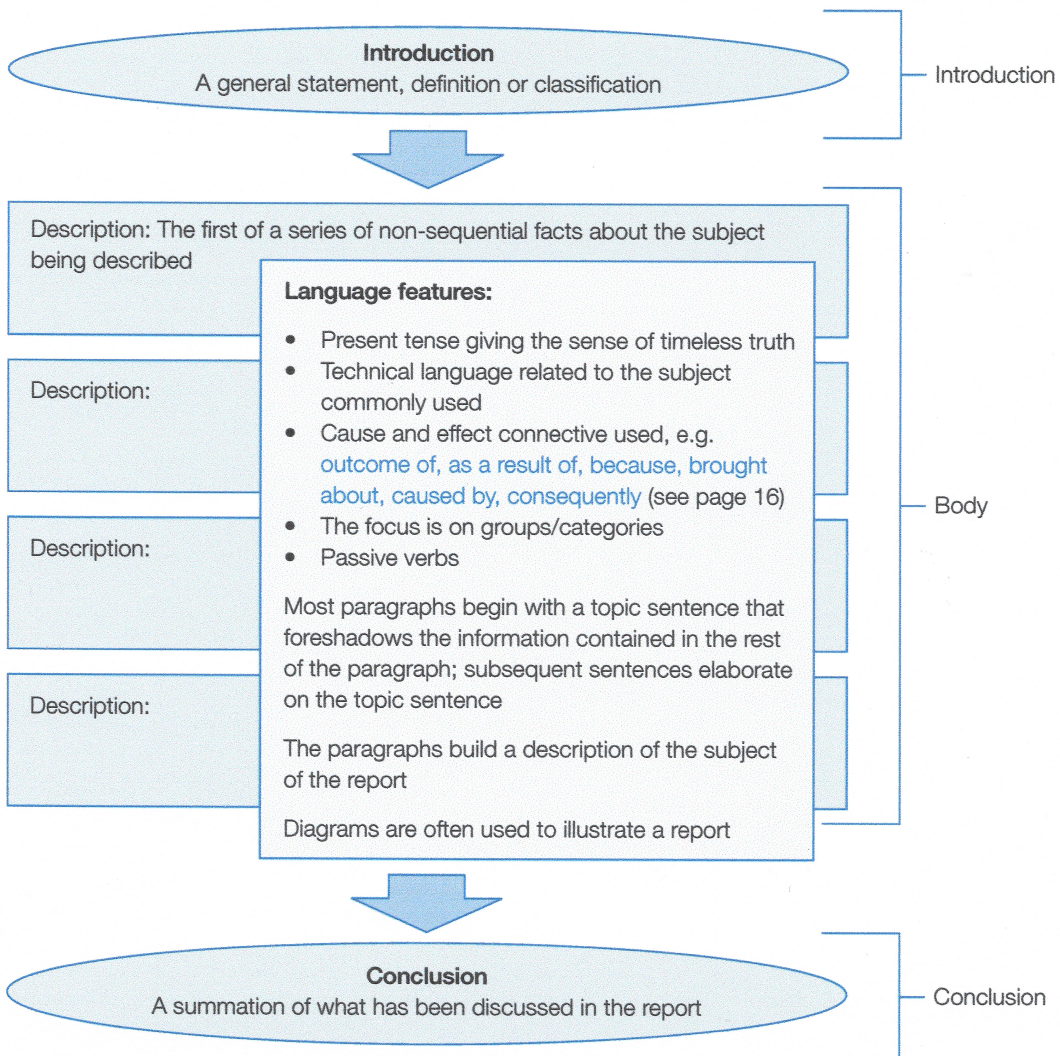 Introduction
A general statement, definition or classification
Introduction
Description: The first of a series of non-sequential facts about the subject
being described
Language features:
• Present tense giving the sense of timeless truth
• Technical language related to the subject
commonly used
• Cause and effect connective used, e.g.
outcome of, as a result of, because, brought
about, caused by, consequently (see page 16)
• The focus is on groups/categories
• Passive verbs
Most paragraphs begin with a topic sentence that
foreshadows the information contained in the rest
of the paragraph; subsequent sentences elaborate
on the topic sentence
The paragraphs build a description of the subject
of the report
Diagrams are often used to illustrate a report
Description:
Description:
Description:
Body
Conclusion
A summation of what has been discussed in the report
Conclusion